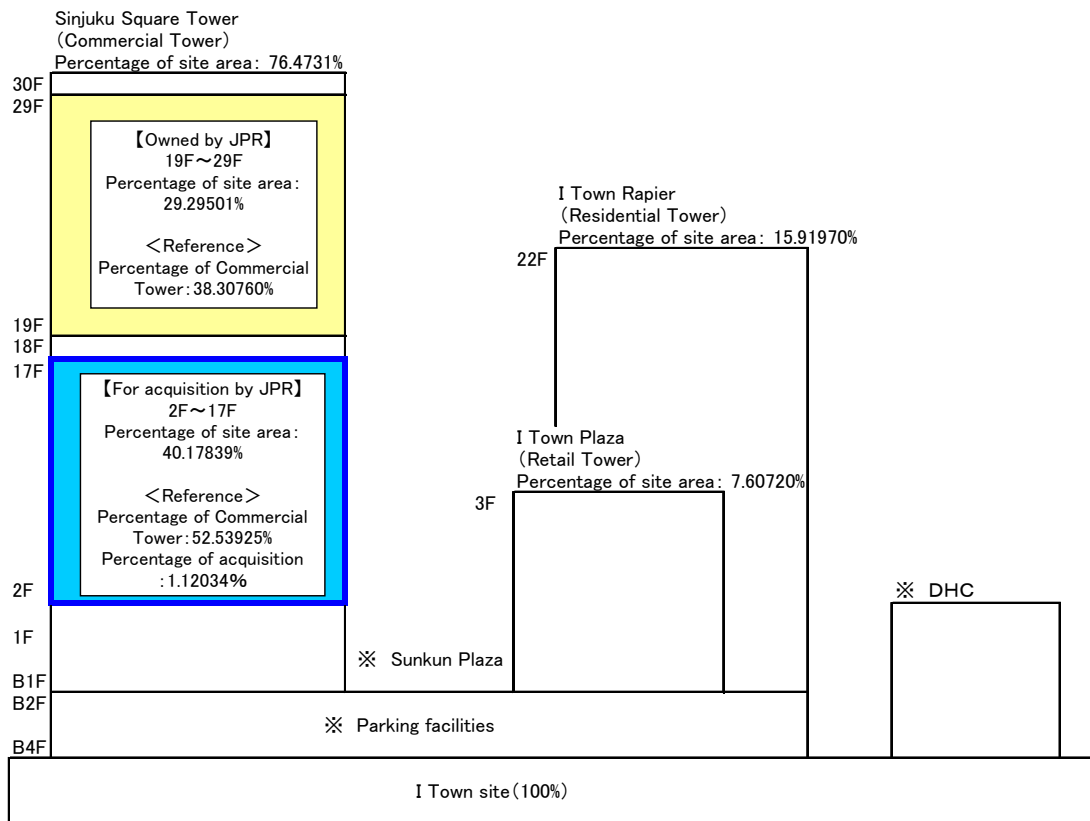 Sinjuku Square Tower
(Commercial Tower)
Percentage of site area: 76.4731%
30F
29F
【Owned by JPR】
19F～29F
Percentage of site area:
29.29501%
＜Reference＞
Percentage of Commercial
Tower:38.30760%
19F
18F
17F
【For acquisition by JPR】
2F～17F
Percentage of site area:
40.17839%
＜Reference＞
Percentage of Commercial
Tower:52.53925%
Percentage of acquisition
:1.12034%
2F
1F
B1F
B2F
B4F
I Town Rapier
(Residential Tower)
Percentage of site area: 15.91970%
22F
I Town Plaza
(Retail Tower)
Percentage of site area: 7.60720%
3F
※ DHC
※ Sunkun Plaza
※ Parking facilities
I Town site(100%)